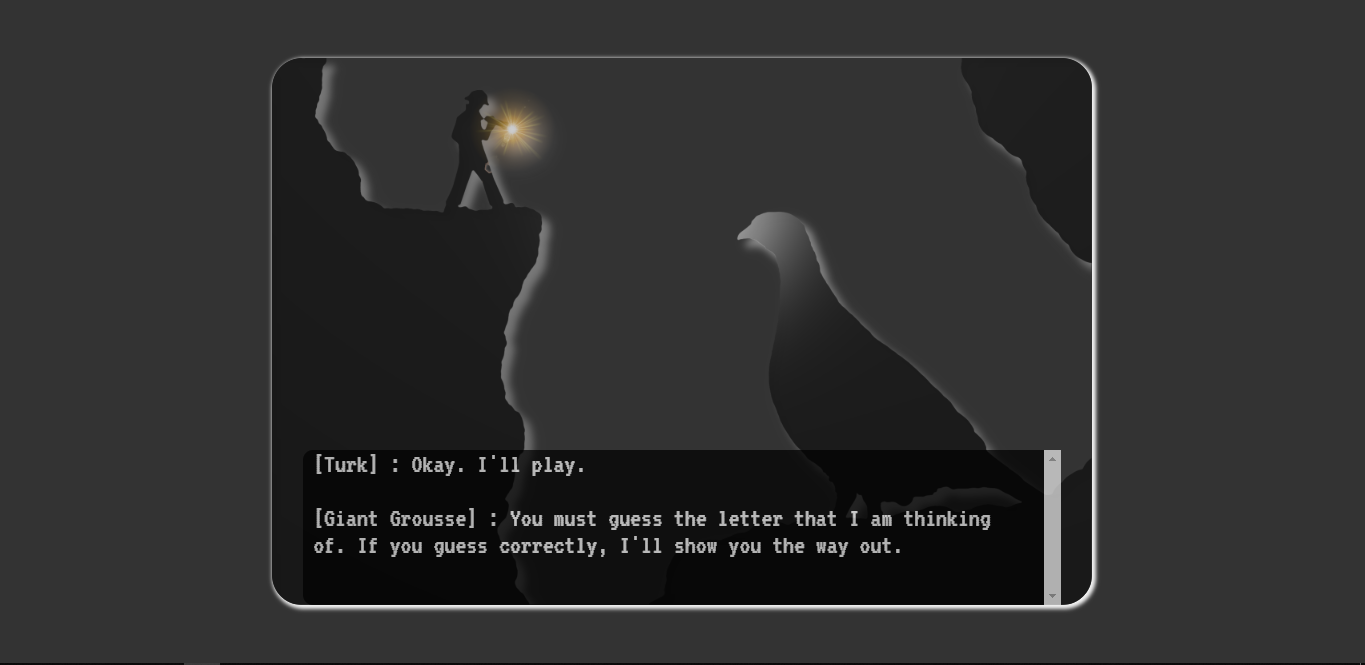 [Turk] : Okay. I'll play.
[Giant Grousse] : You must guess the letter that I am thinking
of. If you guess correctly, I'll show you the way out.